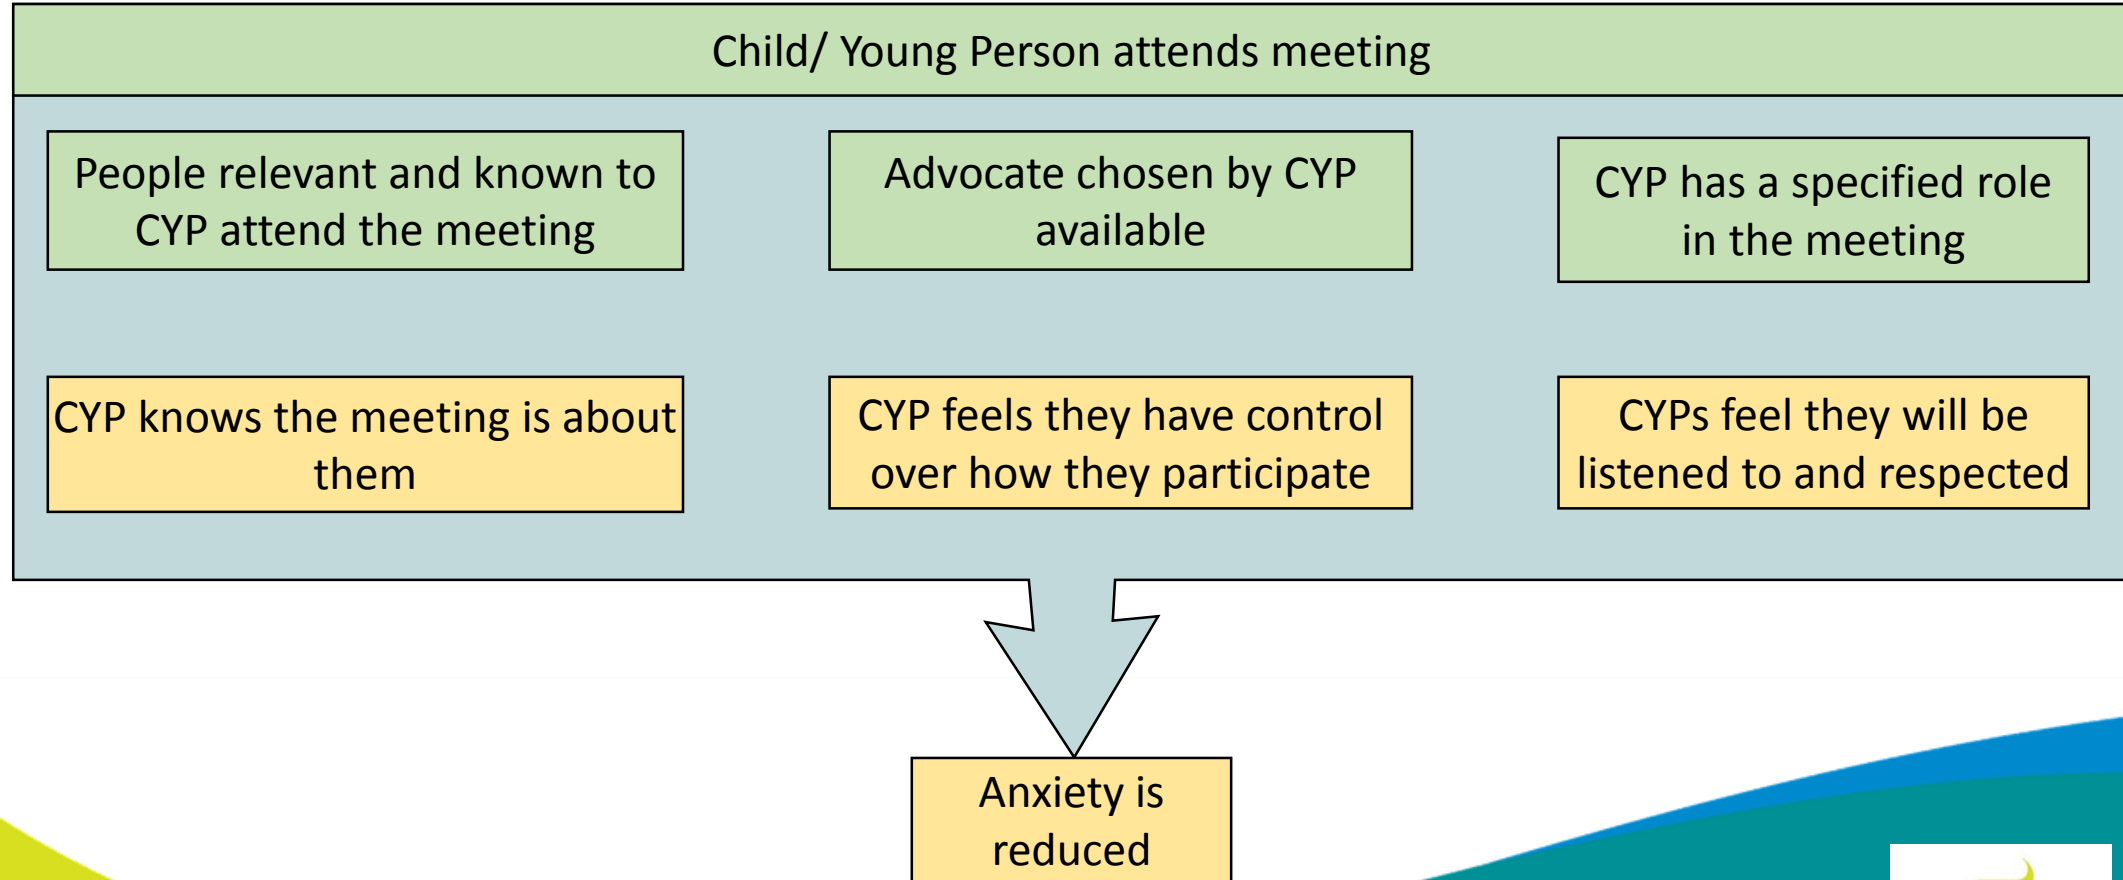 Child/ Young Person attends meeting
People relevant and known to
CYP attend the meeting
Advocate chosen by CYP
available
CYP has a specified role
in the meeting
CYP knows the meeting is about
them
CYP feels they have control
over how they participate
CYPs feel they will be
listened to and respected
Anxiety is
reduced